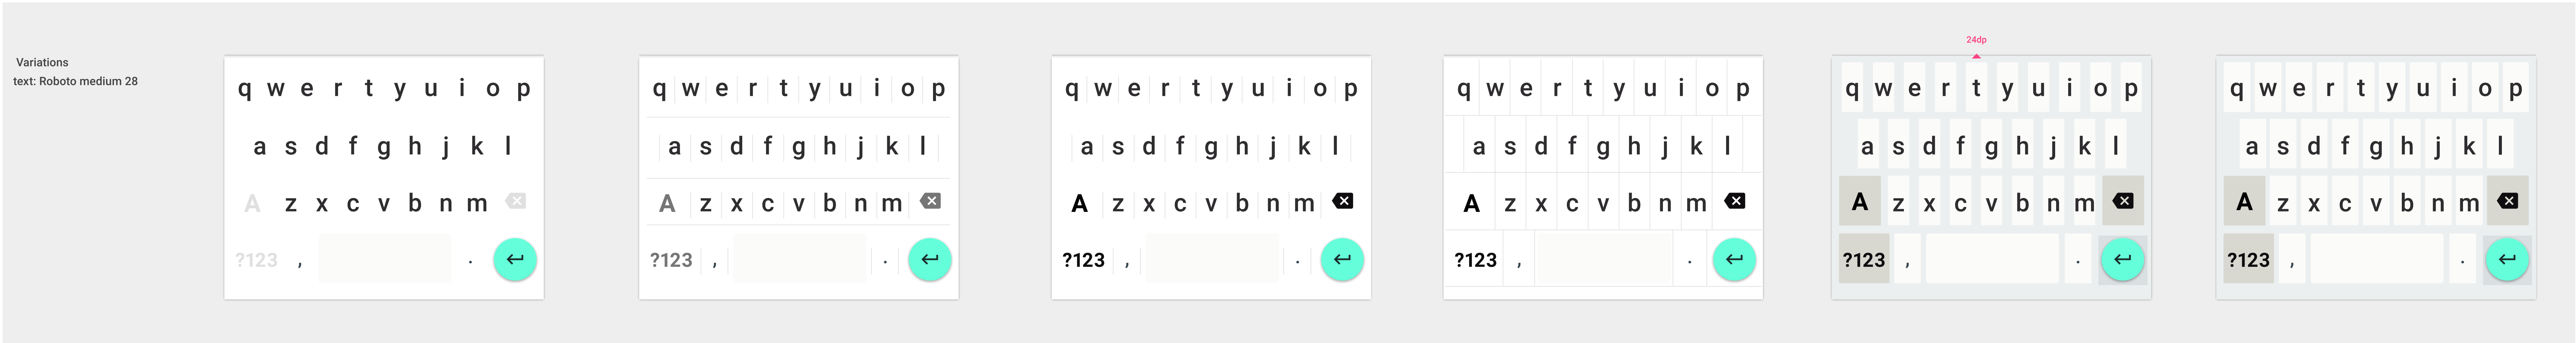 Variations
text: Roboto medium 28
q w e r t y u i o p
a s d f g h j k l
A z x c v b n m
?123 , .
q w e r t y u i o p
a s d f g h j k l
A z x c v b n m
?123 , .
q w e r t y u i o p
a s d f g h j k l
A z x c v b n m
?123 , .
q w e r t y u i o p
a s d f g h j k l
A z x c v b n m
?123 , .
24dp
q w e r t y u i o p
a s d f g h j k l
A z x c v b n m
?123 , .
q w e r t y u i o p
a s d f g h j k l
A z x c v b n m
?123 , .